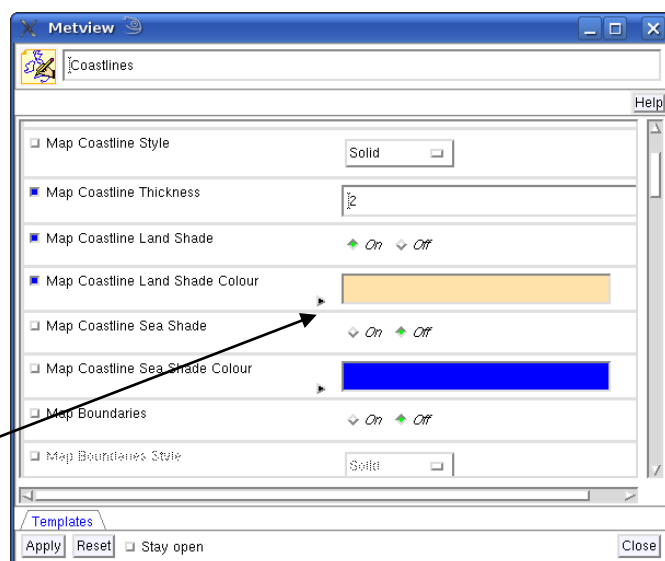 Metview
Coastlines
Help
Map Coastline Style
Solid
Map Coastline Thickness
2
Map Coastline Land Shade
On Off
Map Coastline Land Shade Colour
Map Coastline Sea Shade
On Off
Map Coastline Sea Shade Colour
Map Boundaries
On Off
Map Boundaries Style
Solid
Templates
Apply Reset Stay open Close